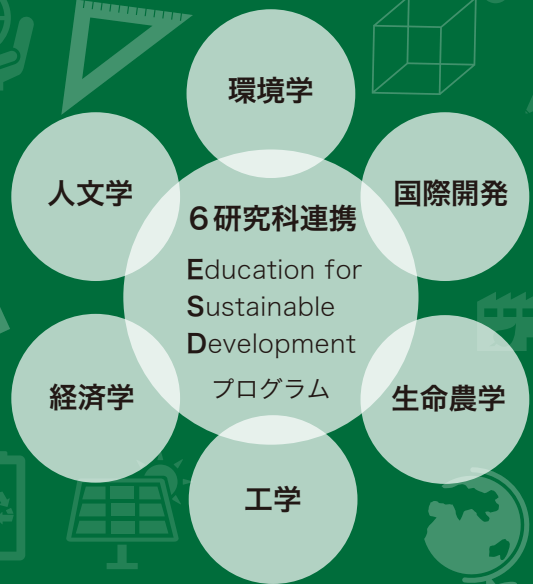 環境学
人文学
国際開発
6研究科連携
Education for
Sustainable
Development
プログラム
経済学
生命農学
工学